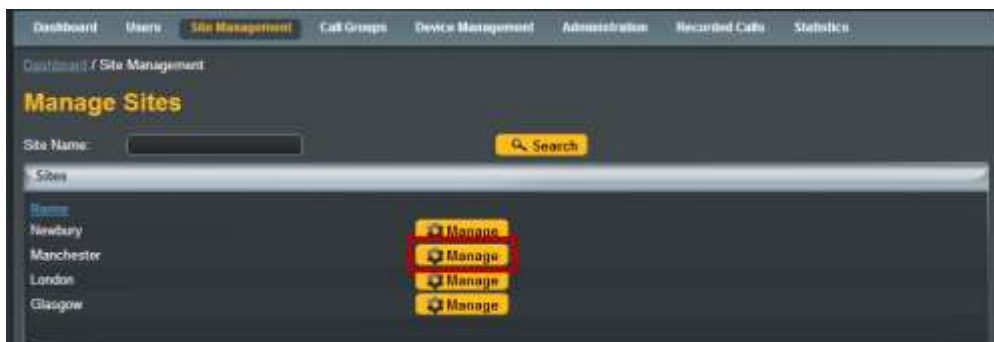 Dashboard Users Site Management Call Groups Device Management Administration Recorded Calls Statistics
Dashboard / Site Management
Manage Sites
Site Name: Search
Sites
Name
Newbury Manage
Manchester Manage
London Manage
Glasgow Manage